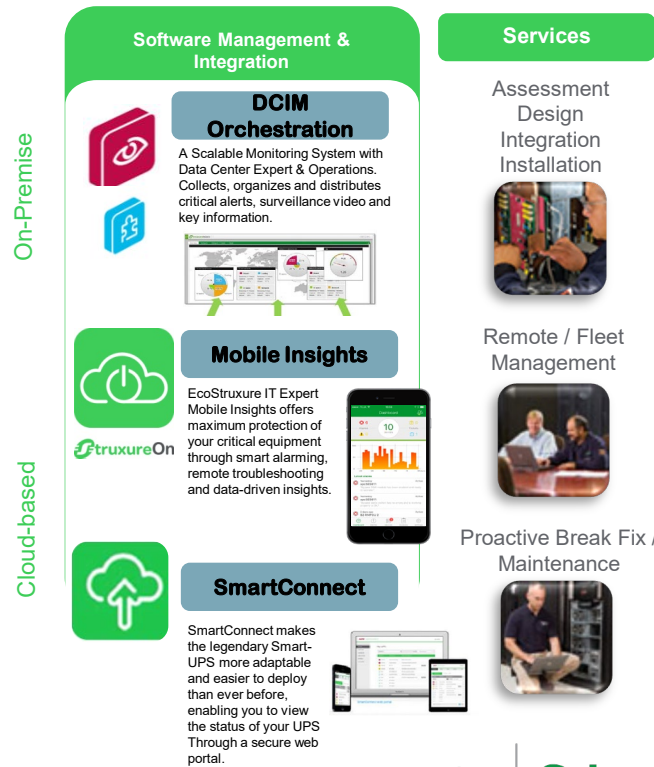 Software Management &
Integration
Services
On-Premise
DCIM
Orchestration
A Scalable Monitoring System with
Data Center Expert & Operations.
Collects, organizes and distributes
critical alerts, surveillance video and
key information.
Assessment
Design
Integration
Installation
Cloud-based
Mobile Insights
EcoStruxure IT Expert
Mobile Insights offers
maximum protection of
your critical equipment
through smart alarming,
remote troubleshooting
and data-driven insights.
StruxureOn
10
Remote / Fleet
Management
SmartConnect
SmartConnect makes
the legendary Smart-
UPS more adaptable
and easier to deploy
than ever before,
enabling you to view
the status of your UPS
Through a secure web
portal.
Proactive Break Fix /
Maintenance